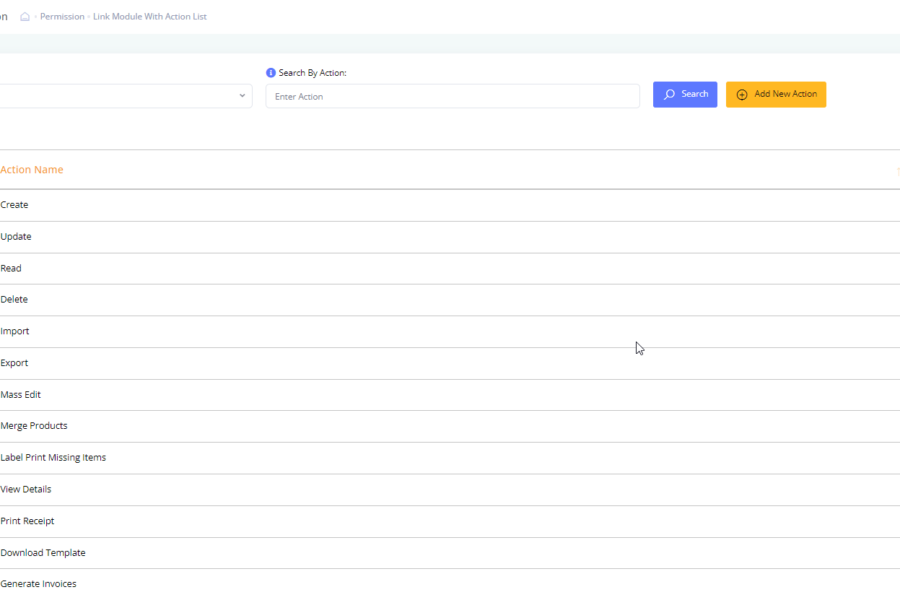 on Permission - Link Module With Action List
Search By Action:
Enter Action Search Add New Action
Action Name
Create
Update
Read
Delete
Import
Export
Mass Edit
Merge Products
Label Print Missing Items
View Details
Print Receipt
Download Template
Generate Invoices